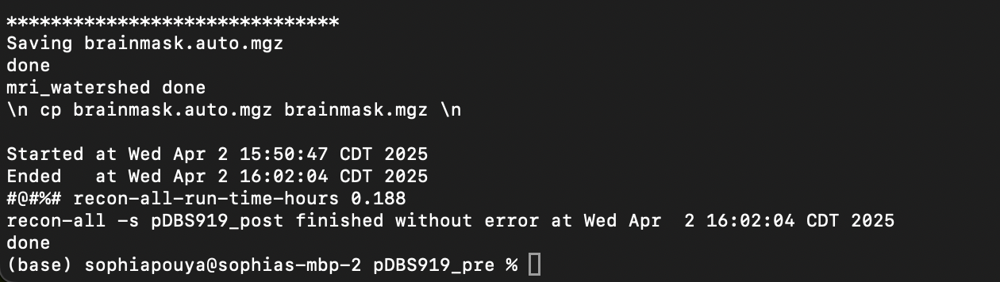 ******************************
Saving brainmask.auto.mgz
done
mri_watershed done
\n cp brainmask.auto.mgz brainmask.mgz \n
Started at Wed Apr 2 15:50:47 CDT 2025
Ended   at Wed Apr 2 16:02:04 CDT 2025
#@#%# recon-all-run-time-hours 0.188
recon-all -s pDBS919_post finished without error at Wed Apr  2 16:02:04 CDT 2025
done
(base) sophiapouya@sophias-mbp-2 pDBS919_pre %